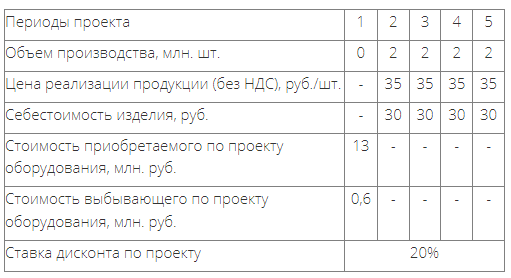 Периоды проекта 1 2 3 4 5
Объем производства, млн. шт. 0 2 2 2 2
Цена реализации продукции (без НДС), руб./шт. - 35 35 35 35
Себестоимость изделия, руб. - 30 30 30 30
Стоимость приобретаемого по проекту
оборудования, млн. руб. 13 - - - -
Стоимость выбывающего по проекту
оборудования, млн. руб. 0,6 - - - -
Ставка дисконта по проекту 20%